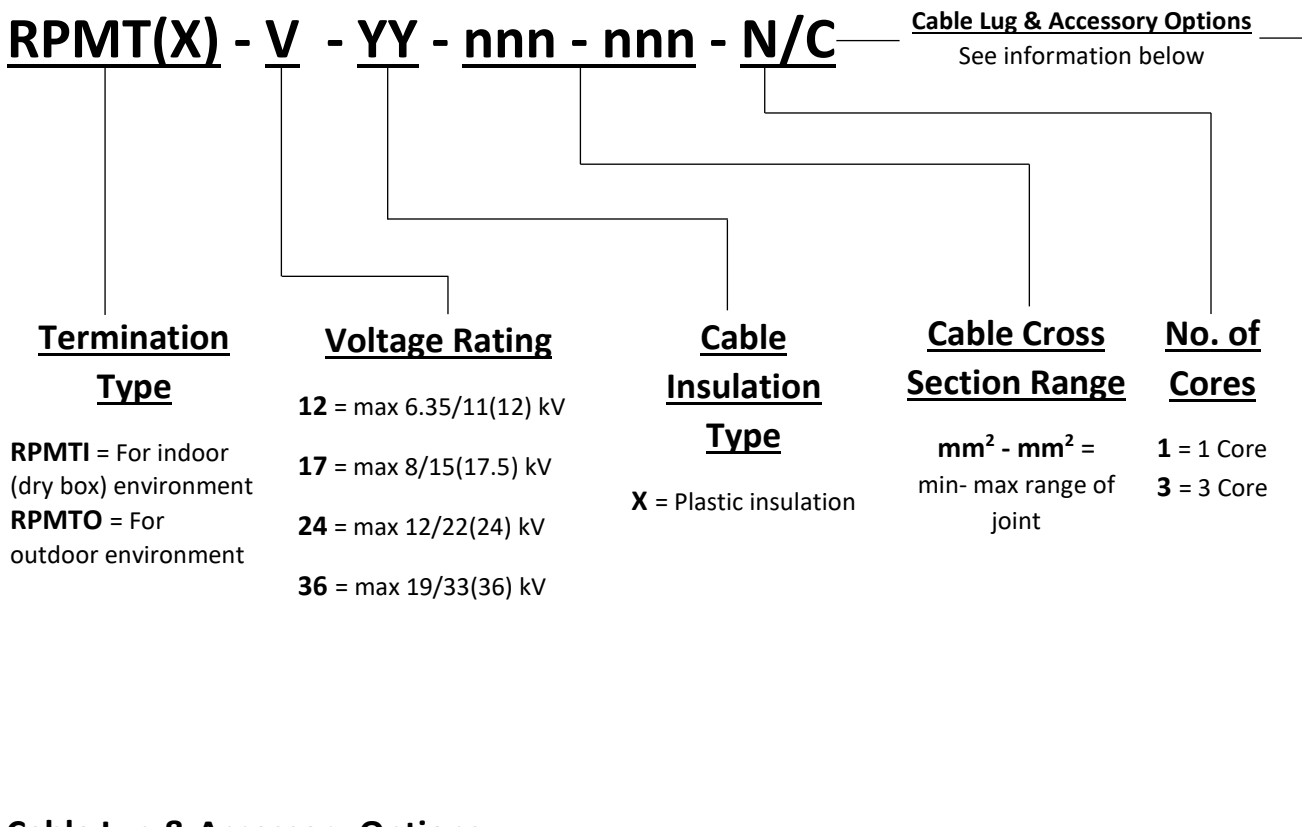 RPMT(X) - V - YY - nnn - nnn - N/C
Cable Lug & Accessory Options
See information below
Termination
Type
RPMTI = For indoor
(dry box) environment
RPMTO = For
outdoor environment
Voltage Rating
12 = max 6.35/11(12) kV
17 = max 8/15(17.5) kV
24 = max 12/22(24) kV
36 = max 19/33(36) kV
Cable
Insulation
Type
X = Plastic insulation
Cable Cross
Section Range
mm² - mm² =
min- max range of
joint
No. of
Cores
1 = 1 Core
3 = 3 Core
Cable Lug & Accessory Options